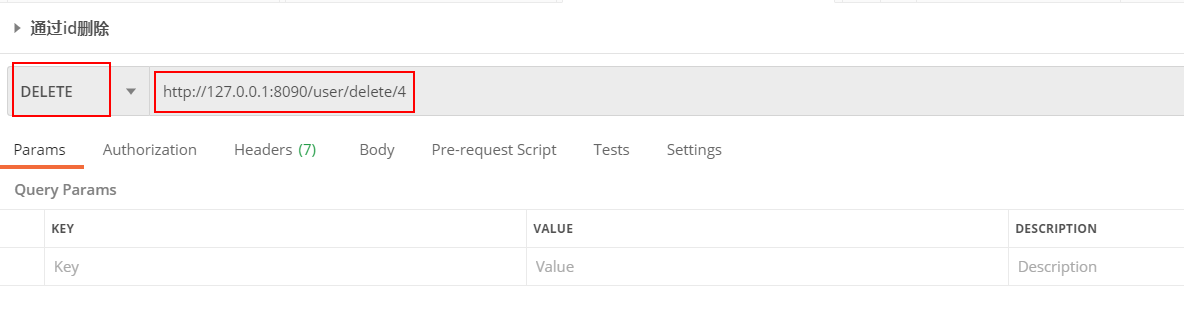 通过id删除
DELETE http://127.0.0.1:8090/user/delete/4
Params Authorization Headers (7) Body Pre-request Script Tests Settings
Query Params
KEY VALUE DESCRIPTION
Key Value Description